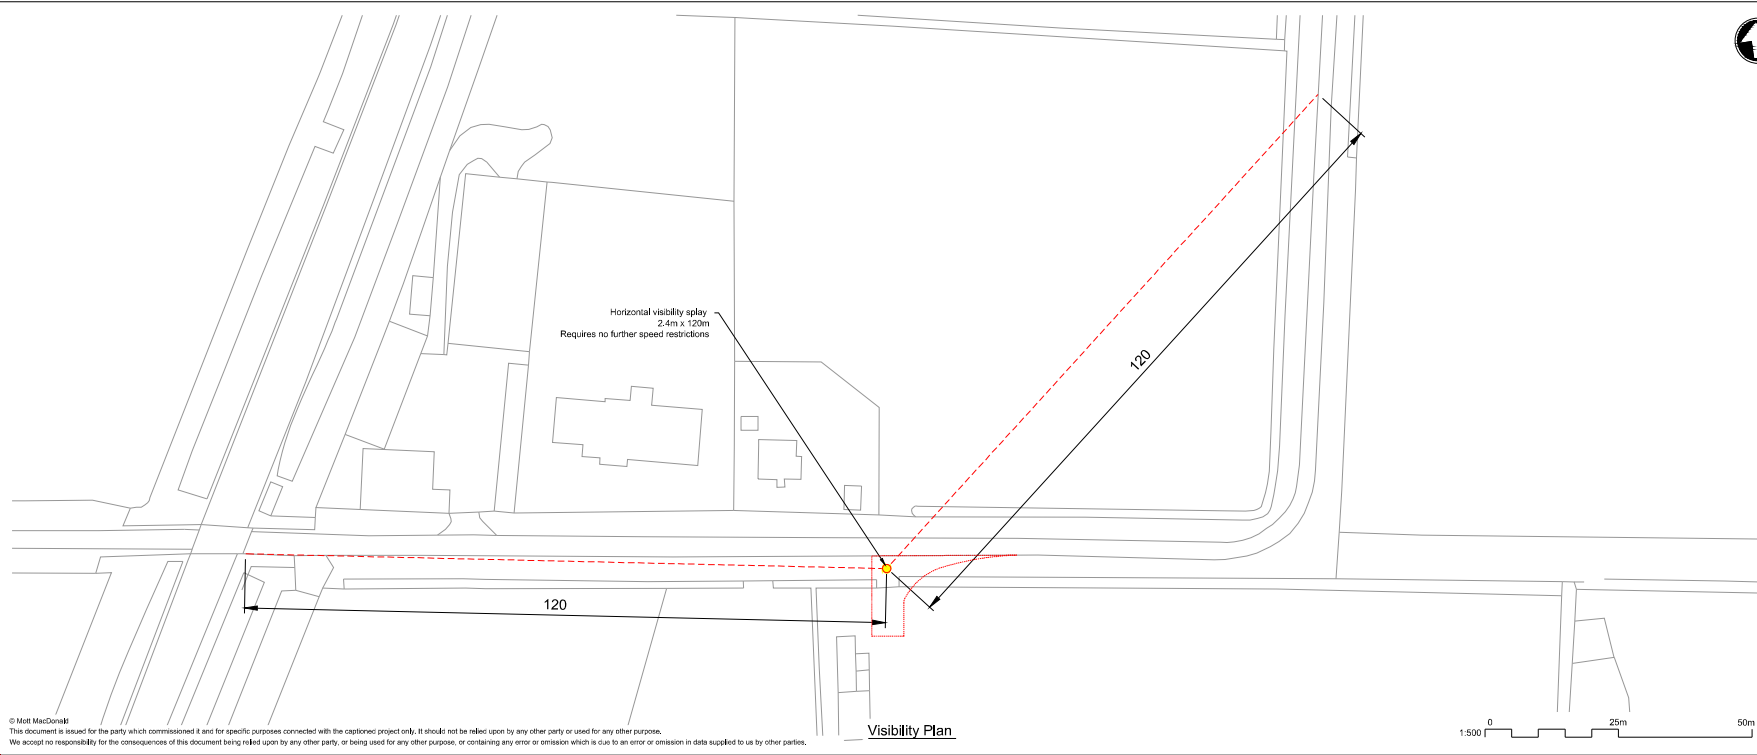 Horizontal visibility splay
2.4m x 120m
Requires no further speed restrictions
120
120
© Mott MacDonald
This document is issued for the party which commissioned it and for specific purposes connected with the captioned project only. It should not be relied upon by any other party or used for any other purpose.
We accept no responsibility for the consequences of this document being relied upon by any other party, or being used for any other purpose, or containing any error or omission which is due to an error or omission in data supplied to us by other parties.
Visibility Plan
1:500
0 25m 50m